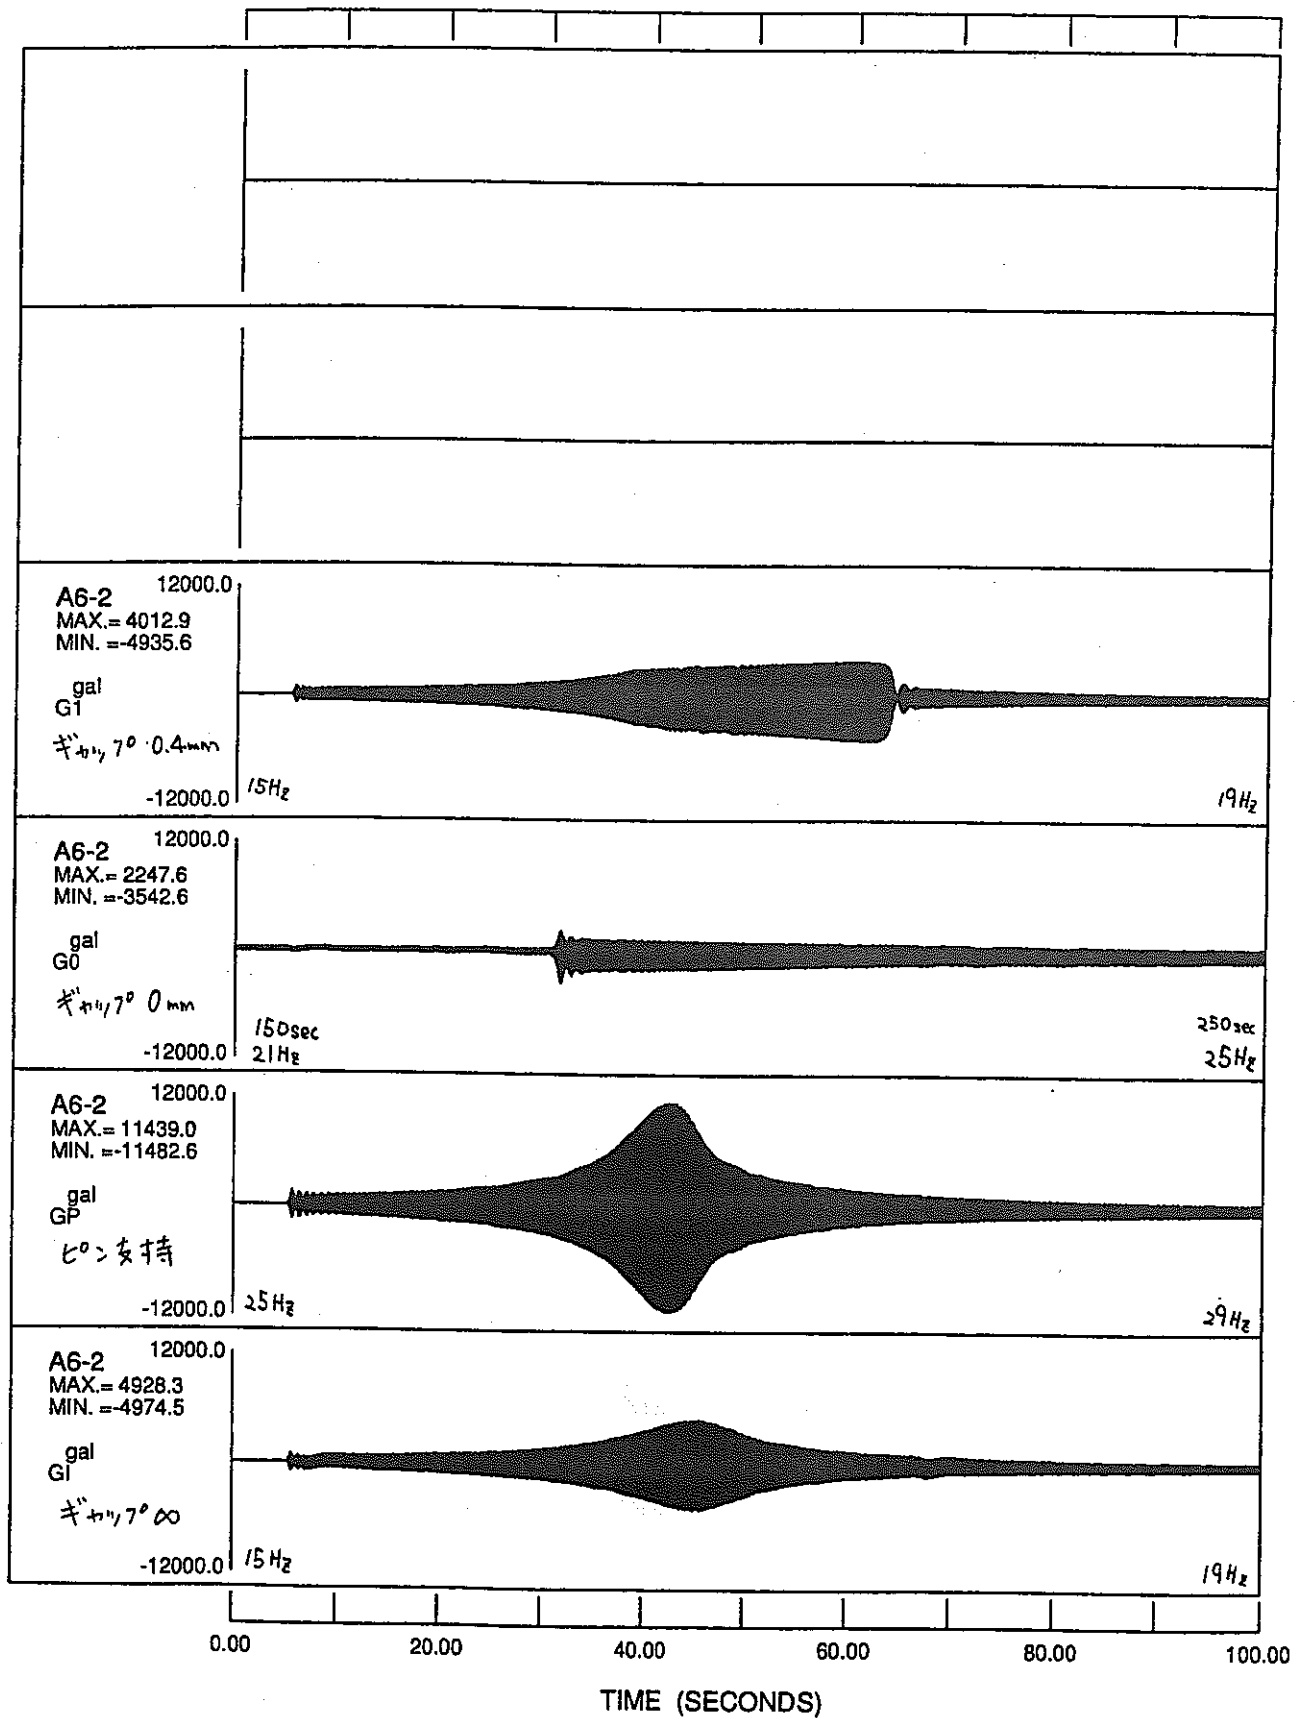 12000.0
A6-2
MAX.= 4012.9
MIN. =-4935.6
gal
G1
ギャップ 0.4mm
-12000.0
15Hz
19Hz
12000.0
A6-2
MAX.= 2247.6
MIN. =-3542.6
gal
G0
ギャップ 0mm
150sec
250sec
-12000.0
21Hz
25Hz
12000.0
A6-2
MAX.= 11439.0
MIN. =-11482.6
gal
GP
ピン支持
-12000.0
25Hz
29Hz
12000.0
A6-2
MAX.= 4928.3
MIN. =-4974.5
gal
GI
ギャップ ∞
-12000.0
15Hz
19Hz
0.00 20.00 40.00 60.00 80.00 100.00
TIME (SECONDS)